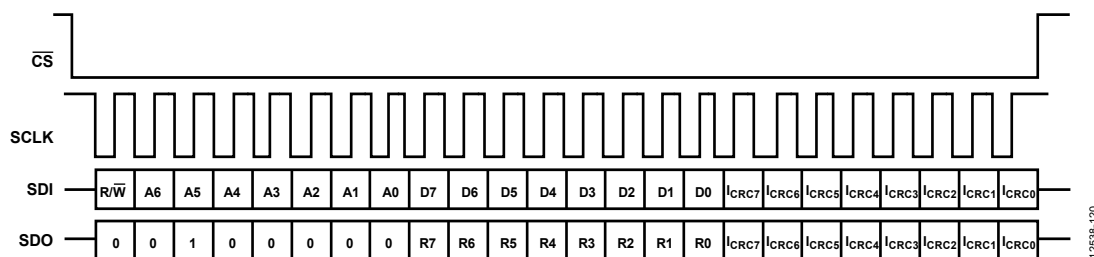 CS
SCLK
SDI R/W A6 A5 A4 A3 A2 A1 A0 D7 D6 D5 D4 D3 D2 D1 D0 ICRC7 ICRC6 ICRC5 ICRC4 ICRC3 ICRC2 ICRC1 ICRC0
SDO 0 0 1 0 0 0 0 0 R7 R6 R5 R4 R3 R2 R1 R0 ICRC7 ICRC6 ICRC5 ICRC4 ICRC3 ICRC2 ICRC1 ICRC0
12538-120